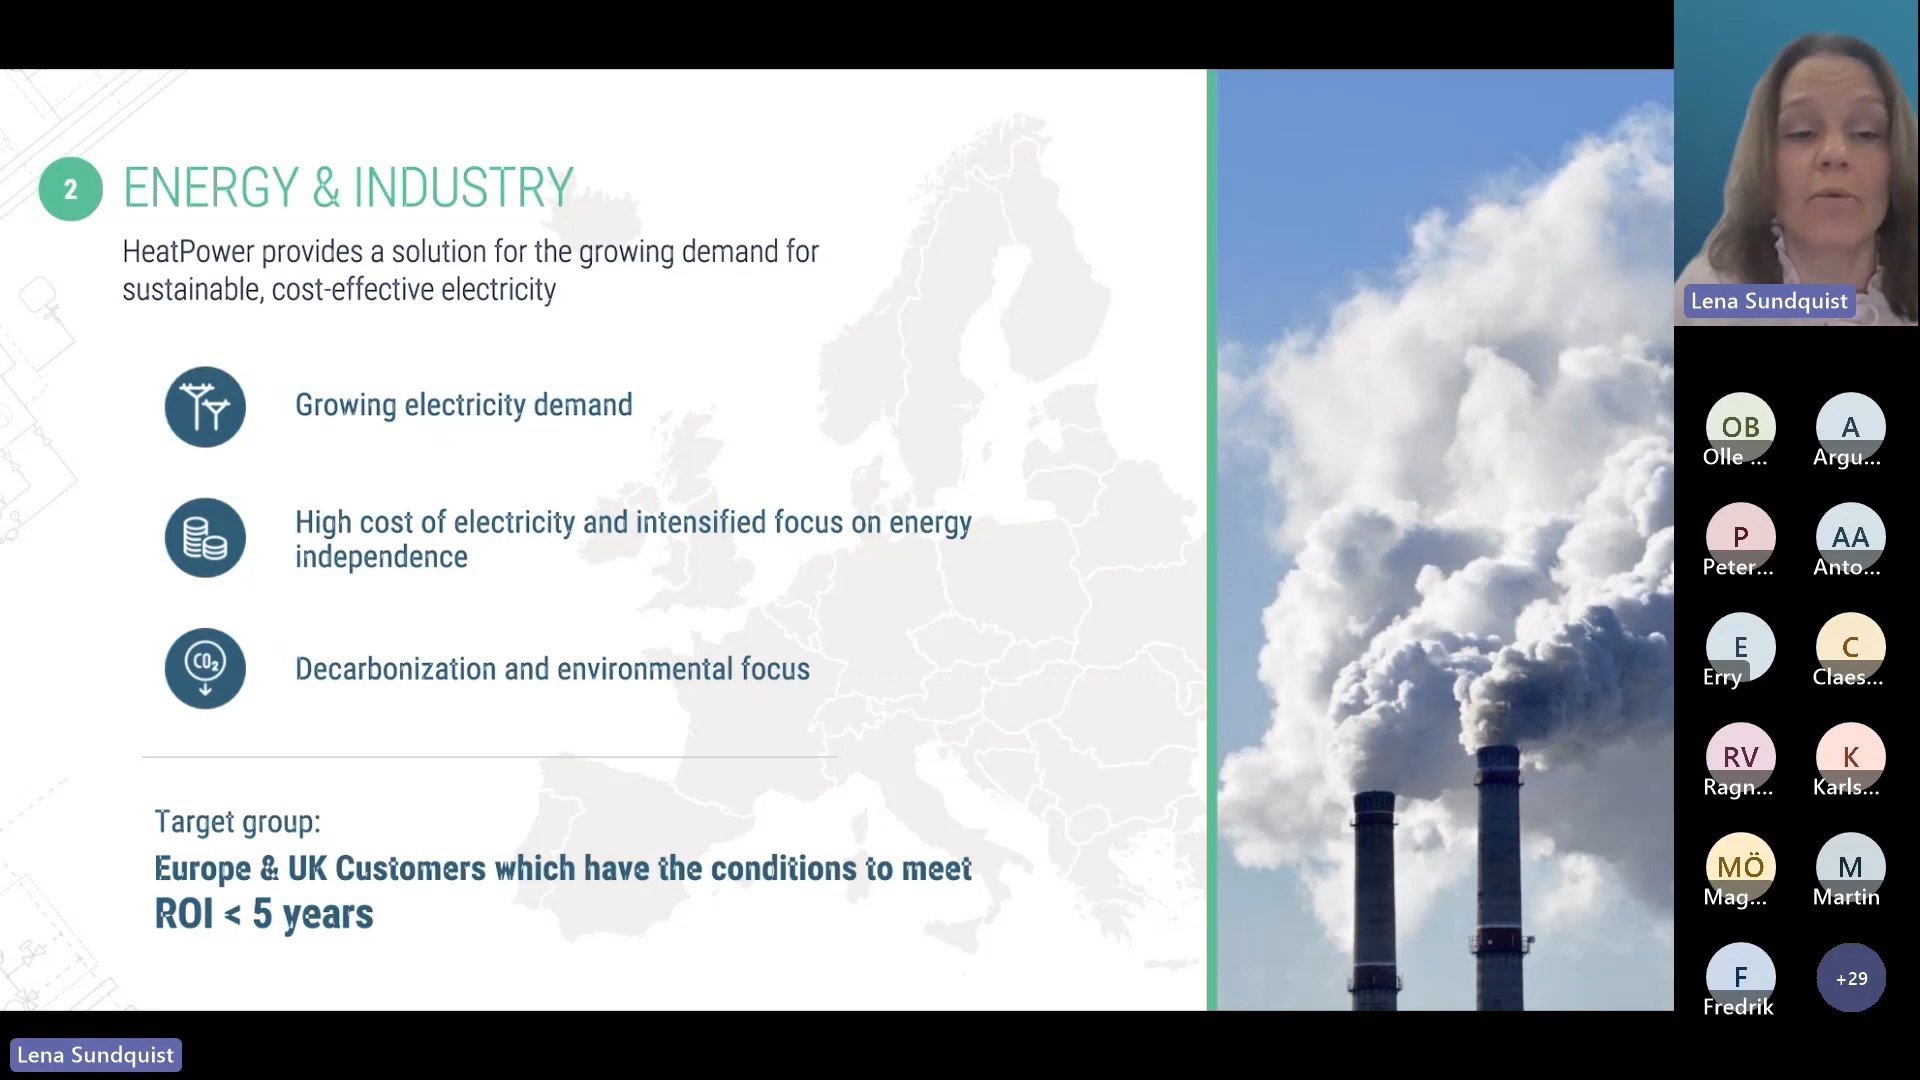 2
ENERGY & INDUSTRY
HeatPower provides a solution for the growing demand for
sustainable, cost-effective electricity
Growing electricity demand
High cost of electricity and intensified focus on energy
independence
CO₂
Decarbonization and environmental focus
Target group:
Europe & UK Customers which have the conditions to meet
ROI < 5 years
Lena Sundquist
Lena Sundquist
OB
A
Olle ...
Argu...
P
AA
Peter...
Anto...
E
C
Erry
Claes...
RV
K
Ragn...
Karls...
MÖ
M
Mag...
Martin
F
+29
Fredrik